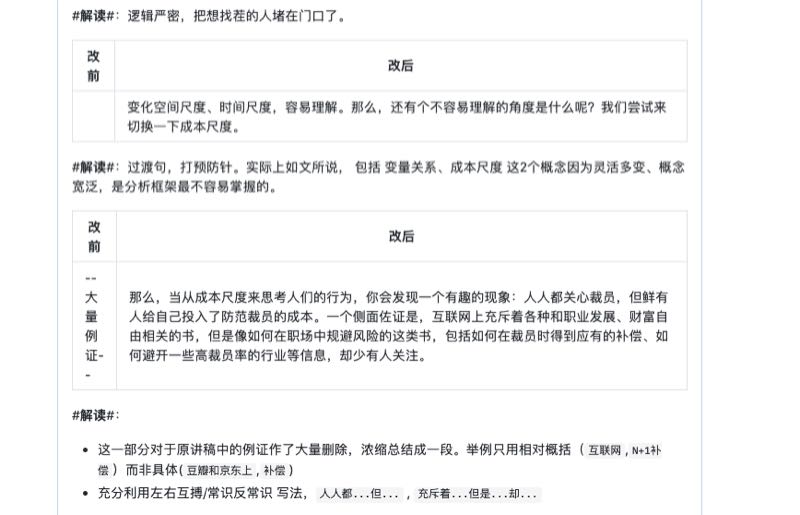 #解读#：逻辑严密，把想找茬的人堵在门口了。
改
前
改后
变化空间尺度、时间尺度，容易理解。那么，还有个不容易理解的角度是什么呢？我们尝试来
切换一下成本尺度。
#解读#：过渡句，打预防针。实际上如文所说， 包括 变量关系、成本尺度 这2个概念因为灵活多变、概念
宽泛，是分析框架最不容易掌握的。
改
前
改后
--
大
量
例
证-
-
那么，当从成本尺度来思考人们的行为，你会发现一个有趣的现象：人人都关心裁员，但鲜有
人给自己投入了防范裁员的成本。一个侧面佐证是，互联网上充斥着各种和职业发展、财富自
由相关的书，但是像如何在职场中规避风险的这类书，包括如何在裁员时得到应有的补偿、如
何避开一些高裁员率的行业等信息，却少有人关注。
#解读#：
• 这一部分对于原讲稿中的例证作了大量删除，浓缩总结成一段。举例只用相对概括（ 互联网 , N+1补
偿 ）而非具体( 豆瓣和京东上 , 补偿 )
• 充分利用左右互搏/常识反常识 写法， 人人都...但... ， 充斥着...但是...却...